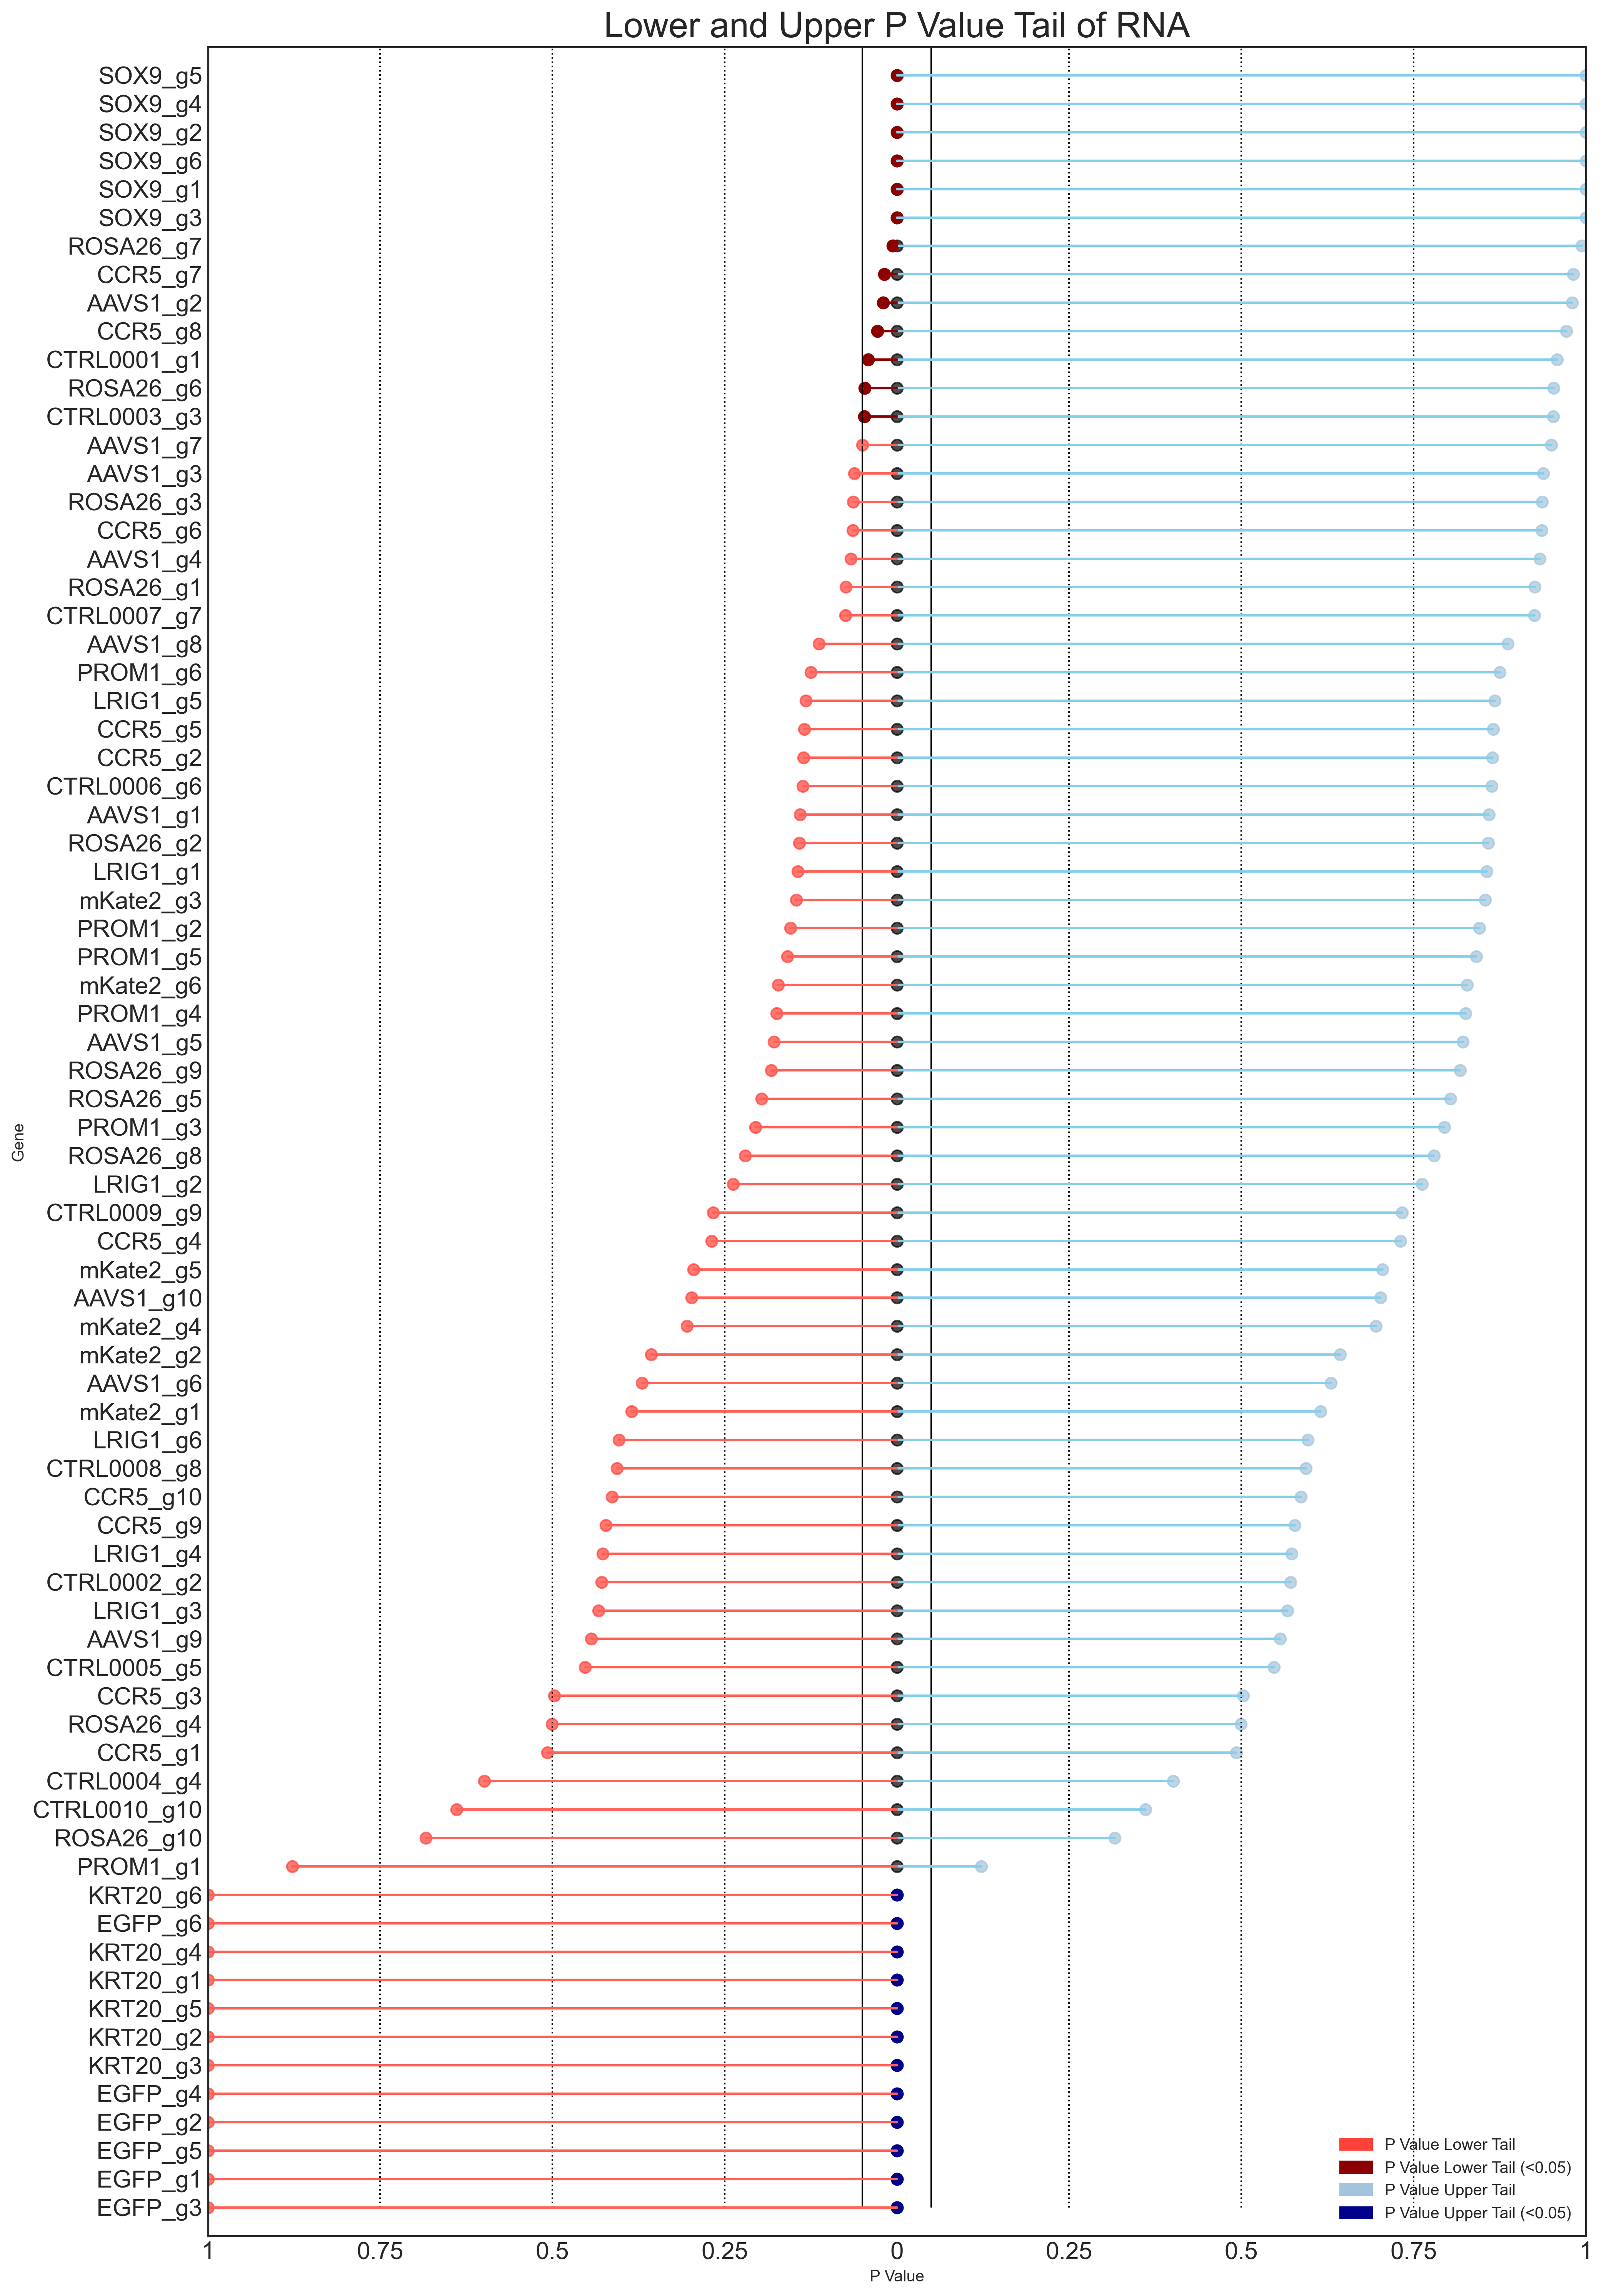 Lower and Upper P Value Tail of RNA
SOX9_g5
SOX9_g4
SOX9_g2
SOX9_g6
SOX9_g1
SOX9_g3
ROSA26_g7
CCR5_g7
AAVS1_g2
CCR5_g8
CTRL0001_g1
ROSA26_g6
CTRL0003_g3
AAVS1_g7
AAVS1_g3
ROSA26_g3
CCR5_g6
AAVS1_g4
ROSA26_g1
CTRL0007_g7
AAVS1_g8
PROM1_g6
LRIG1_g5
CCR5_g5
CCR5_g2
CTRL0006_g6
AAVS1_g1
ROSA26_g2
LRIG1_g1
mKate2_g3
PROM1_g2
PROM1_g5
mKate2_g6
PROM1_g4
AAVS1_g5
ROSA26_g9
ROSA26_g5
PROM1_g3
ROSA26_g8
LRIG1_g2
CTRL0009_g9
CCR5_g4
mKate2_g5
AAVS1_g10
mKate2_g4
mKate2_g2
AAVS1_g6
mKate2_g1
LRIG1_g6
CTRL0008_g8
CCR5_g10
CCR5_g9
LRIG1_g4
CTRL0002_g2
LRIG1_g3
AAVS1_g9
CTRL0005_g5
CCR5_g3
ROSA26_g4
CCR5_g1
CTRL0004_g4
CTRL0010_g10
ROSA26_g10
PROM1_g1
KRT20_g6
EGFP_g6
KRT20_g4
KRT20_g1
KRT20_g5
KRT20_g2
KRT20_g3
EGFP_g4
EGFP_g2
EGFP_g5
EGFP_g1
EGFP_g3
Gene
P Value Lower Tail
P Value Lower Tail (<0.05)
P Value Upper Tail
P Value Upper Tail (<0.05)
1 0.75 0.5 0.25 0 0.25 0.5 0.75 1
P Value